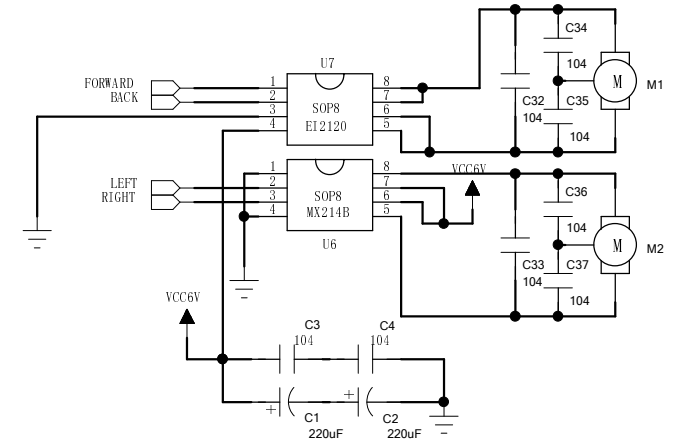 C34
U7
104
FORWARD
BACK
1
2
3
4
SOP8
EI2120
8
7
6
5
C32
104
C35
104
M
M1
LEFT
RIGHT
1
2
3
4
SOP8
MX214B
8
7
6
5
U6
VCC6V
C36
104
C33
104
C37
104
M
M2
VCC6V
C3
104
C4
104
+
C1
220uF
+
C2
220uF